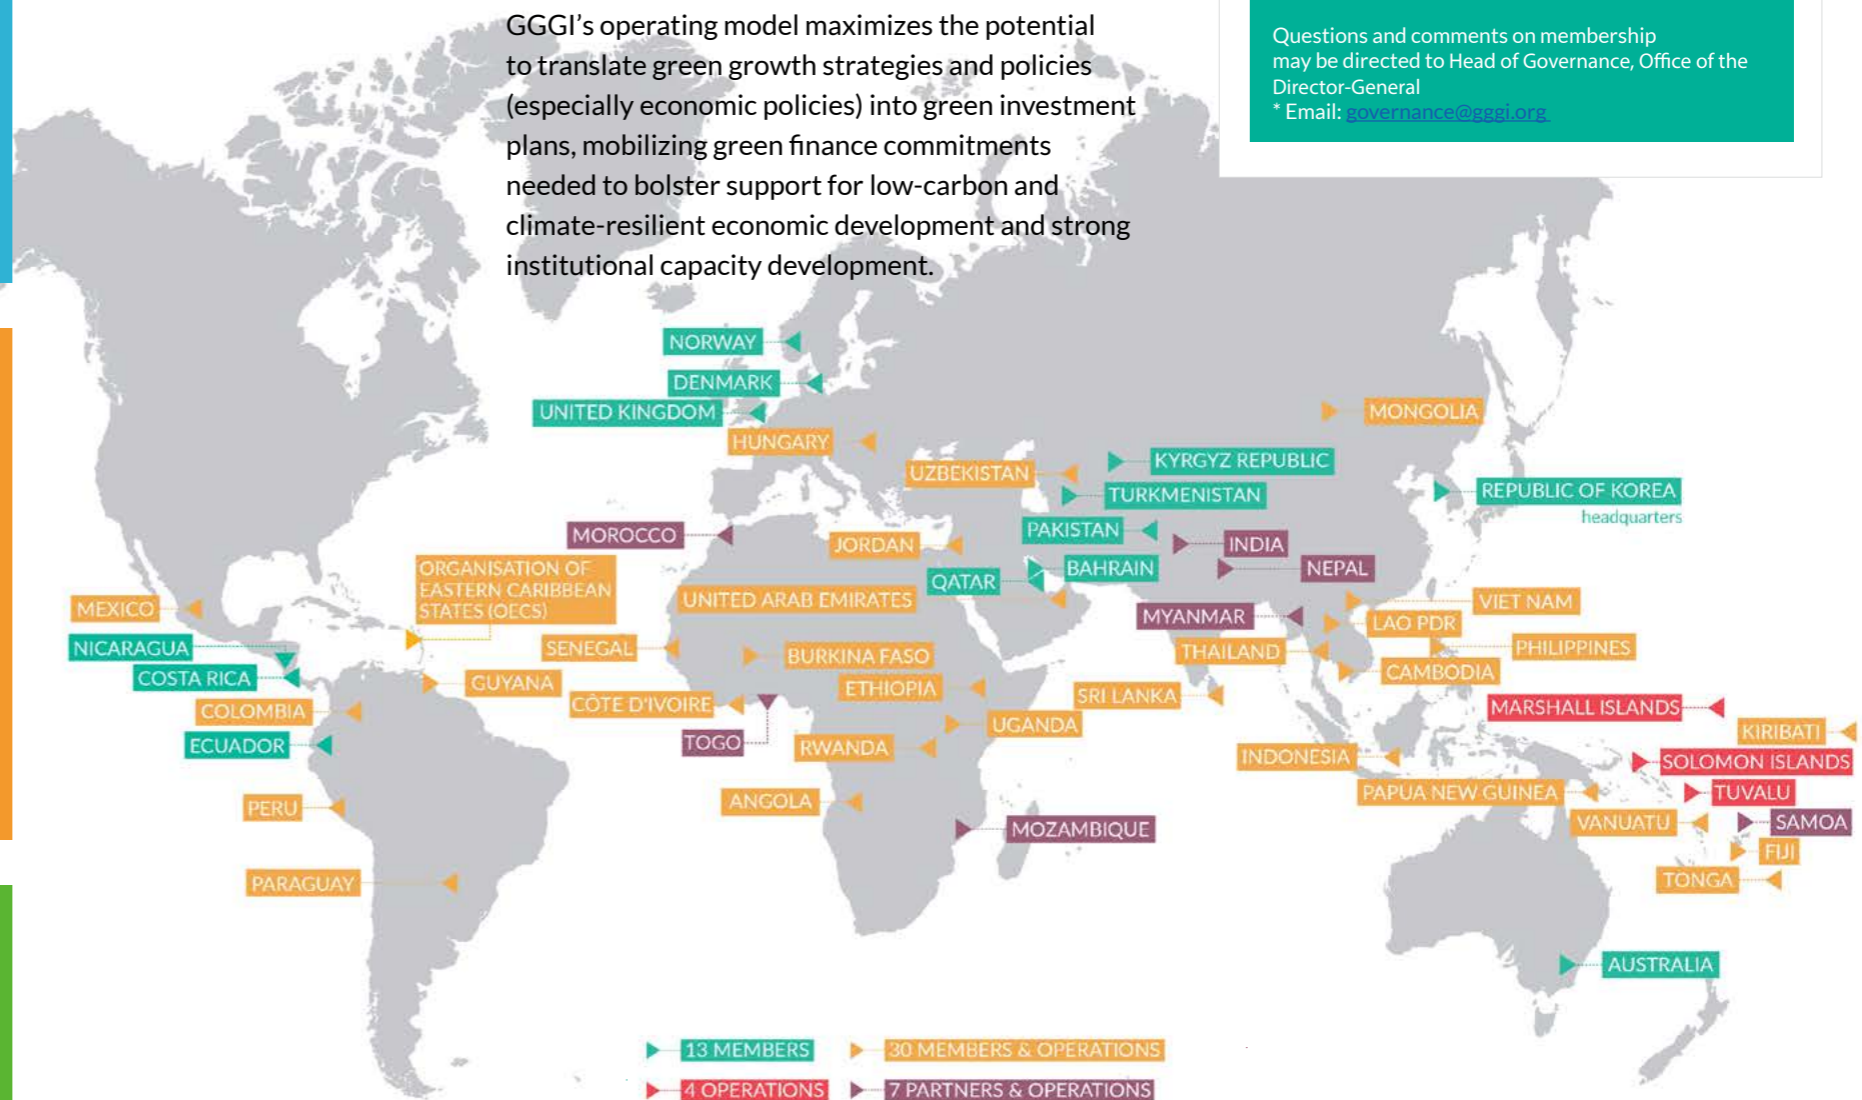 GGGI's operating model maximizes the potential
to translate green growth strategies and policies
(especially economic policies) into green investment
plans, mobilizing green finance commitments
needed to bolster support for low-carbon and
climate-resilient economic development and strong
institutional capacity development.
Questions and comments on membership
may be directed to Head of Governance, Office of the
Director-General
* Email: governance@gggi.org
NORWAY
DENMARK
UNITED KINGDOM
HUNGARY
MONGOLIA
UZBEKISTAN
KYRGYZ REPUBLIC
TURKMENISTAN
REPUBLIC OF KOREA
headquarters
MOROCCO
JORDAN
PAKISTAN
INDIA
BAHRAIN
NEPAL
QATAR
ORGANISATION OF
EASTERN CARIBBEAN
STATES (OECS)
UNITED ARAB EMIRATES
MEXICO
VIET NAM
MYANMAR
LAO PDR
NICARAGUA
SENEGAL
BURKINA FASO
THAILAND
PHILIPPINES
COSTA RICA
GUYANA
ETHIOPIA
CAMBODIA
COLOMBIA
CÔTE D'IVOIRE
SRI LANKA
MARSHALL ISLANDS
UGANDA
KIRIBATI
ECUADOR
TOGO
RWANDA
INDONESIA
SOLOMON ISLANDS
PERU
ANGOLA
PAPUA NEW GUINEA
TUVALU
MOZAMBIQUE
VANUATU
SAMOA
FIJI
PARAGUAY
TONGA
AUSTRALIA
13 MEMBERS
30 MEMBERS & OPERATIONS
4 OPERATIONS
7 PARTNERS & OPERATIONS